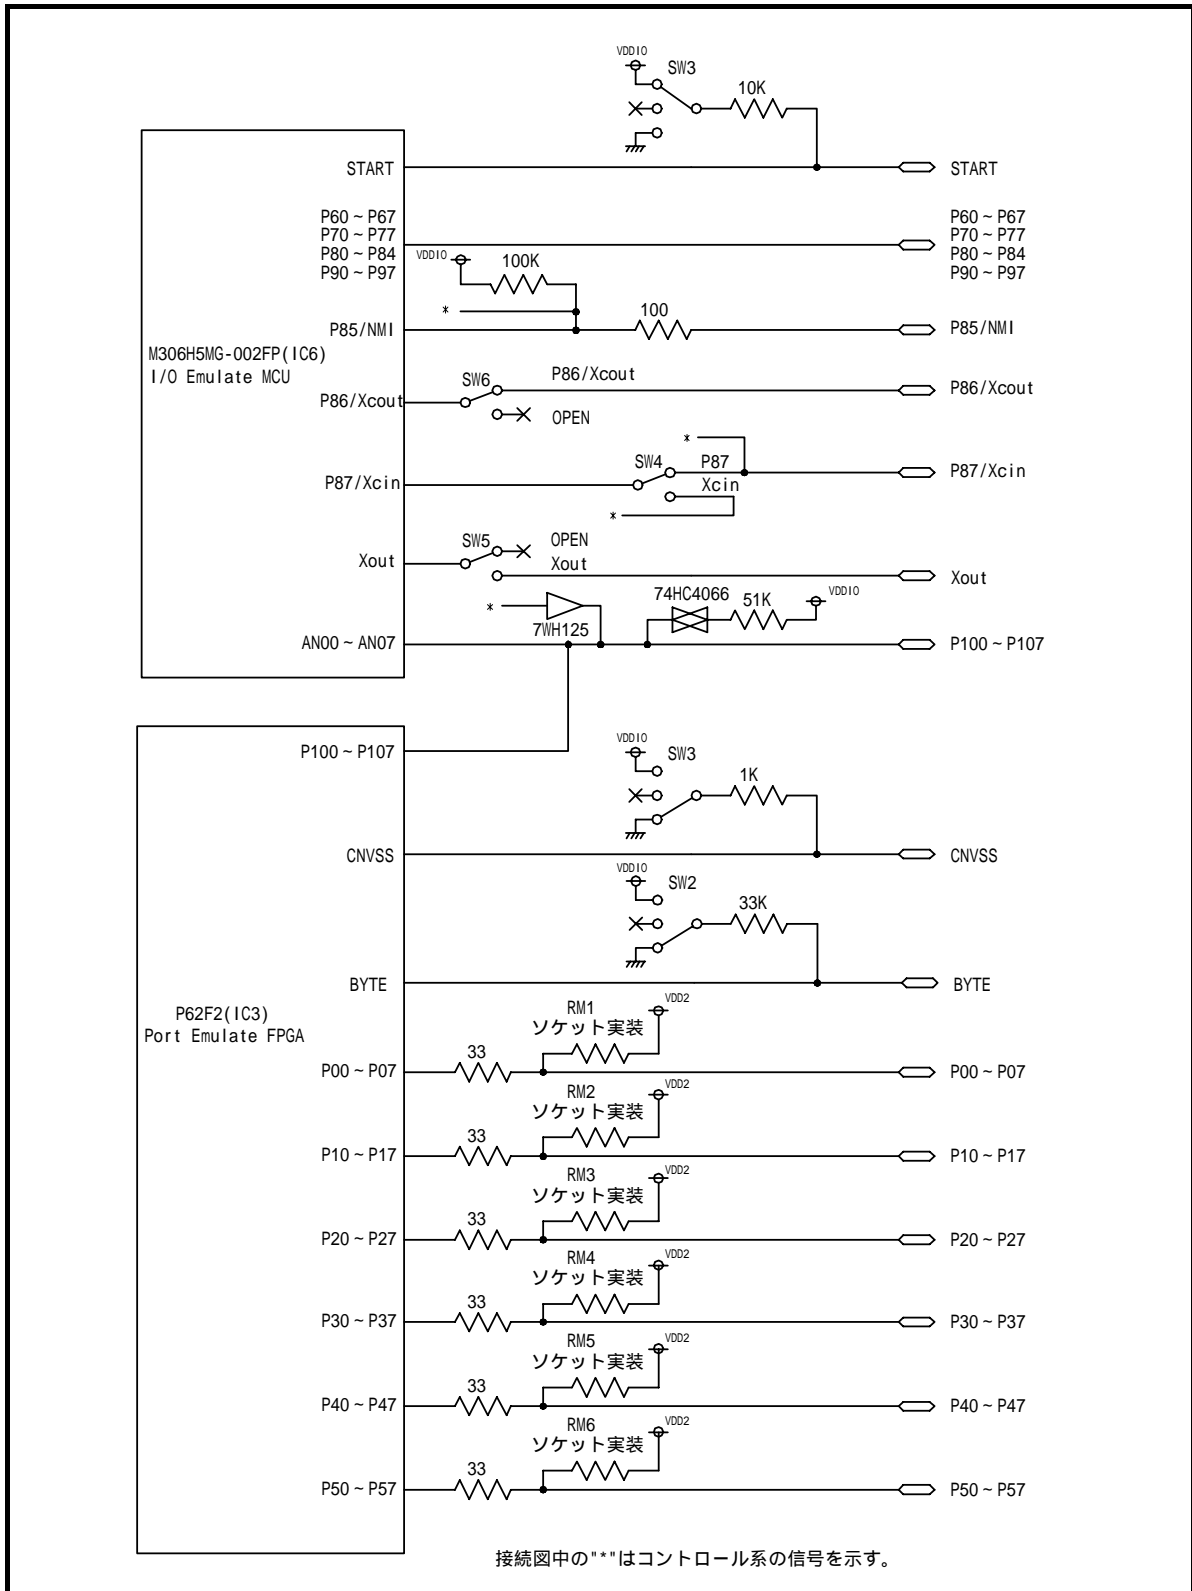 VDDIO
SW3
10K
START
START
P60～P67
P70～P77
P80～P84
P90～P97
P60～P67
P70～P77
P80～P84
P90～P97
VDDIO
100K
*
100
P85/NMI
P85/NMI
M306H5MG-002FP(IC6)
I/O Emulate MCU
SW6
P86/Xcout
P86/Xcout
P86/Xcout
OPEN
*
SW4
P87
Xcin
P87/Xcin
P87/Xcin
*
SW5
OPEN
Xout
Xout
Xout
*
7WH125
74HC4066
51K
VDDIO
AN00～AN07
P100～P107
P100～P107
VDDIO
SW3
1K
CNVSS
CNVSS
VDDIO
SW2
33K
BYTE
BYTE
P62F2(IC3)
Port Emulate FPGA
RM1
VDD2
ソケット実装
33
P00～P07
P00～P07
RM2
VDD2
ソケット実装
33
P10～P17
P10～P17
RM3
VDD2
ソケット実装
33
P20～P27
P20～P27
RM4
VDD2
ソケット実装
33
P30～P37
P30～P37
RM5
VDD2
ソケット実装
33
P40～P47
P40～P47
RM6
VDD2
ソケット実装
33
P50～P57
P50～P57
接続図中の"*"はコントロール系の信号を示す。